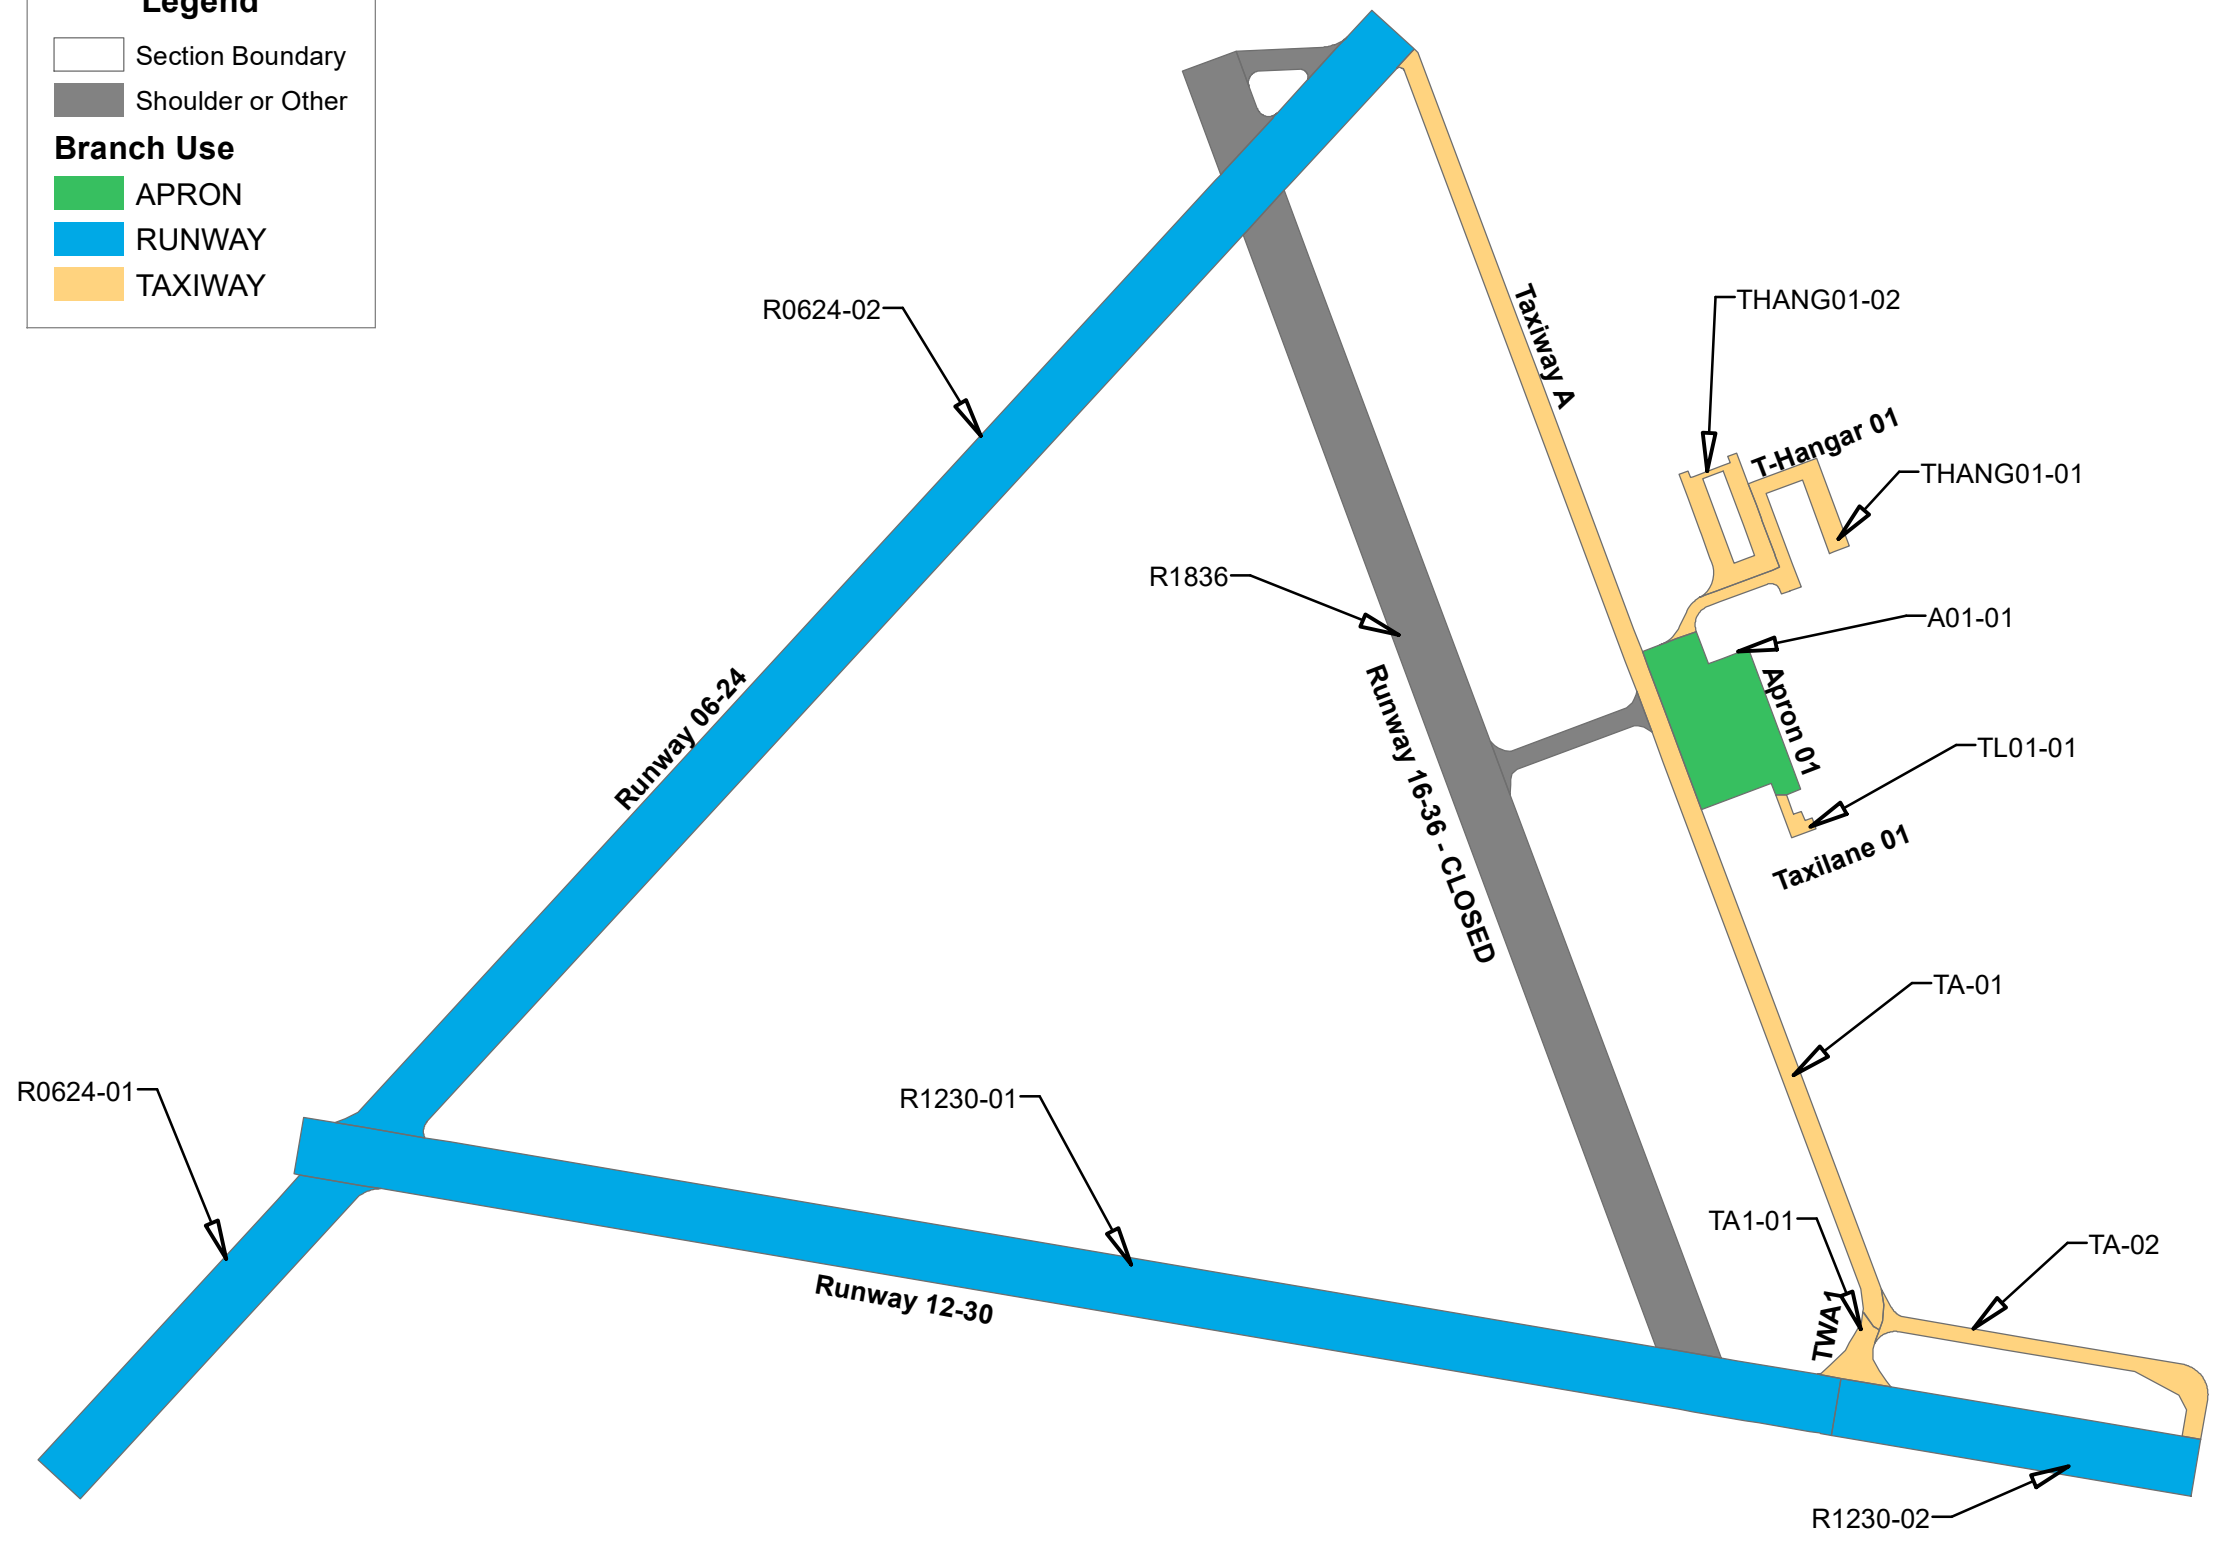 Legend
Section Boundary
Shoulder or Other
Branch Use
APRON
RUNWAY
TAXIWAY
R0624-02
THANG01-02
Taxiway A
T-Hangar 01
THANG01-01
R1836
A01-01
Runway 06-24
Runway 16-36 - CLOSED
Apron 01
TL01-01
Taxilane 01
TA-01
R0624-01
R1230-01
TA1-01
TA-02
TWA 1
Runway 12-30
R1230-02